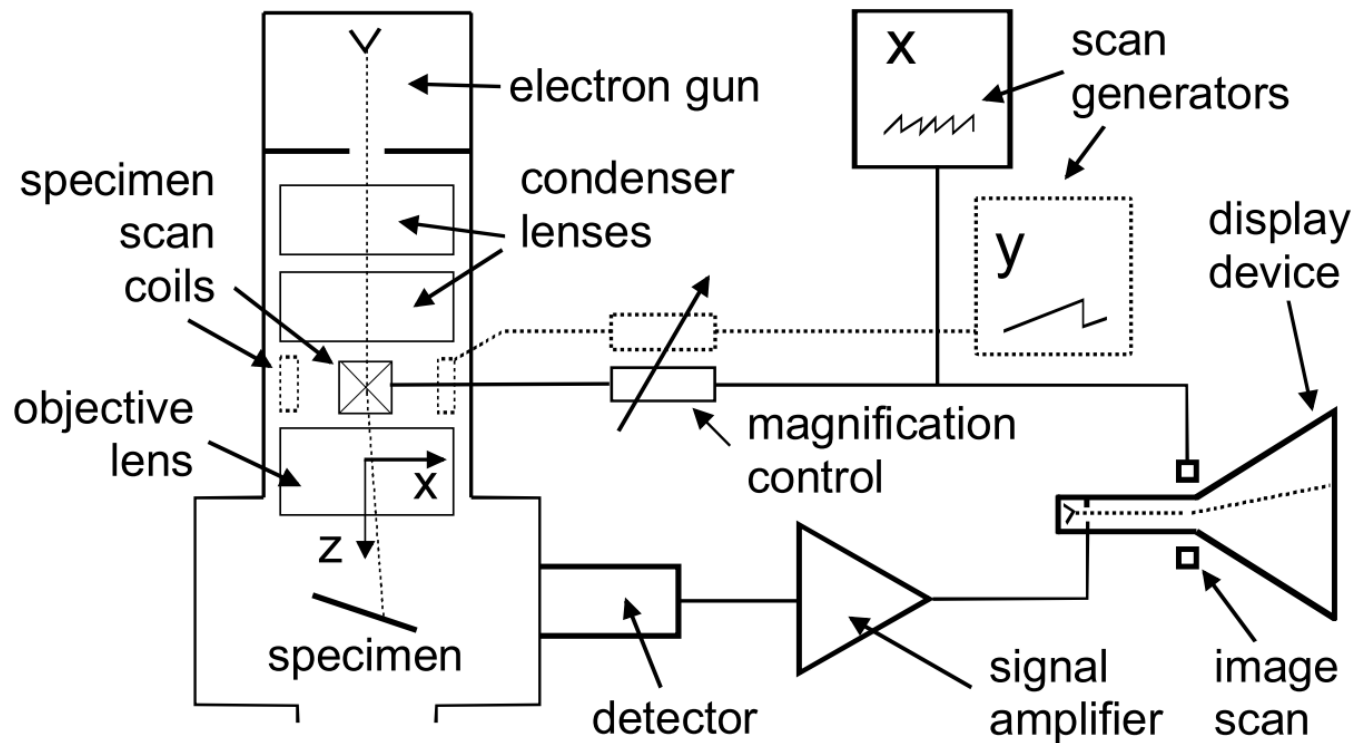 electron gun
specimen
scan
coils
condenser
lenses
objective
lens
x
z
specimen
x
scan
generators
y
display
device
magnification
control
detector
signal
amplifier
image
scan